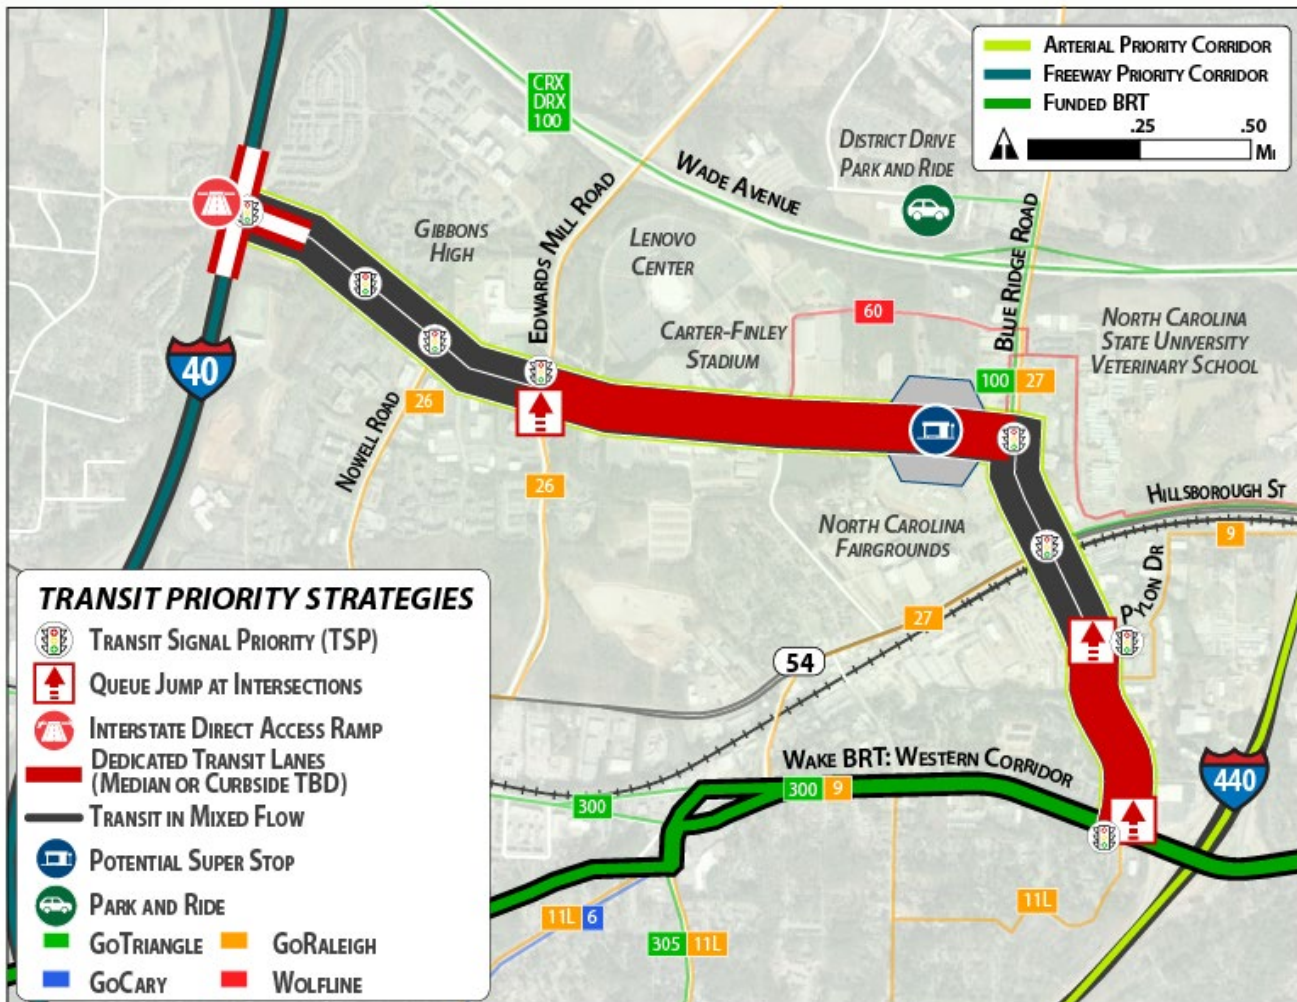 CRX
DRX
100
ARTERIAL PRIORITY CORRIDOR
FREEWAY PRIORITY CORRIDOR
FUNDED BRT
.25
.50
MI
DISTRICT DRIVE
PARK AND RIDE
WADE AVENUE
GIBBONS
HIGH
EDWARDS MILL ROAD
LENOVO
CENTER
BLUE RIDGE ROAD
CARTER-FINLEY
STADIUM
60
NORTH CAROLINA
STATE UNIVERSITY
VETERINARY SCHOOL
40
100
27
26
NOWELL ROAD
26
HILLSBOROUGH ST
NORTH CAROLINA
FAIRGROUNDS
9
PYLON DR
27
54
WAKE BRT: WESTERN CORRIDOR
300
300
9
440
11L
6
305
11L
11L
TRANSIT PRIORITY STRATEGIES
TRANSIT SIGNAL PRIORITY (TSP)
QUEUE JUMP AT INTERSECTIONS
INTERSTATE DIRECT ACCESS RAMP
DEDICATED TRANSIT LANES
(MEDIAN OR CURBSIDE TBD)
TRANSIT IN MIXED FLOW
POTENTIAL SUPER STOP
PARK AND RIDE
GOTRIANGLE
GORALEIGH
GOCARY
WOLFLINE